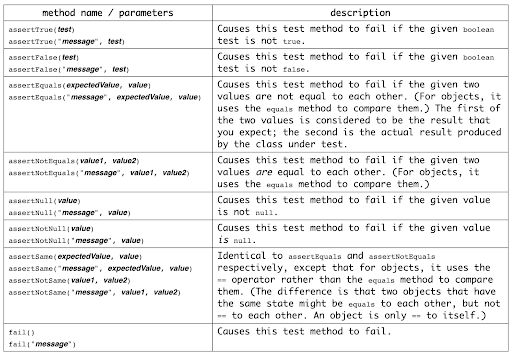 method name / parameters
description
assertTrue(test)
assertTrue("message", test)
Causes this test method to fail if the given boolean
test is not true.
assertFalse(test)
assertFalse("message", test)
Causes this test method to fail if the given boolean
test is not false.
assertEquals(expectedValue, value)
assertEquals("message", expectedValue, value)
Causes this test method to fail if the given two
values are not equal to each other. (For objects, it
uses the equals method to compare them.) The first of
the two values is considered to be the result that
you expect; the second is the actual result produced
by the class under test.
assertNotEquals(value1, value2)
assertNotEquals("message", value1, value2)
Causes this test method to fail if the given two
values are equal to each other. (For objects, it
uses the equals method to compare them.)
assertNull(value)
assertNull("message", value)
Causes this test method to fail if the given value
is not null.
assertNotNull(value)
assertNotNull("message", value)
Causes this test method to fail if the given value
is null.
assertSame(expectedValue, value)
assertSame("message", expectedValue, value)
assertNotSame(value1, value2)
assertNotSame("message", value1, value2)
Identical to assertEquals and assertNotEquals
respectively, except that for objects, it uses the
== operator rather than the equals method to compare
them. (The difference is that two objects that have
the same state might be equals to each other, but not
== to each other. An object is only == to itself.)
fail()
fail("message")
Causes this test method to fail.